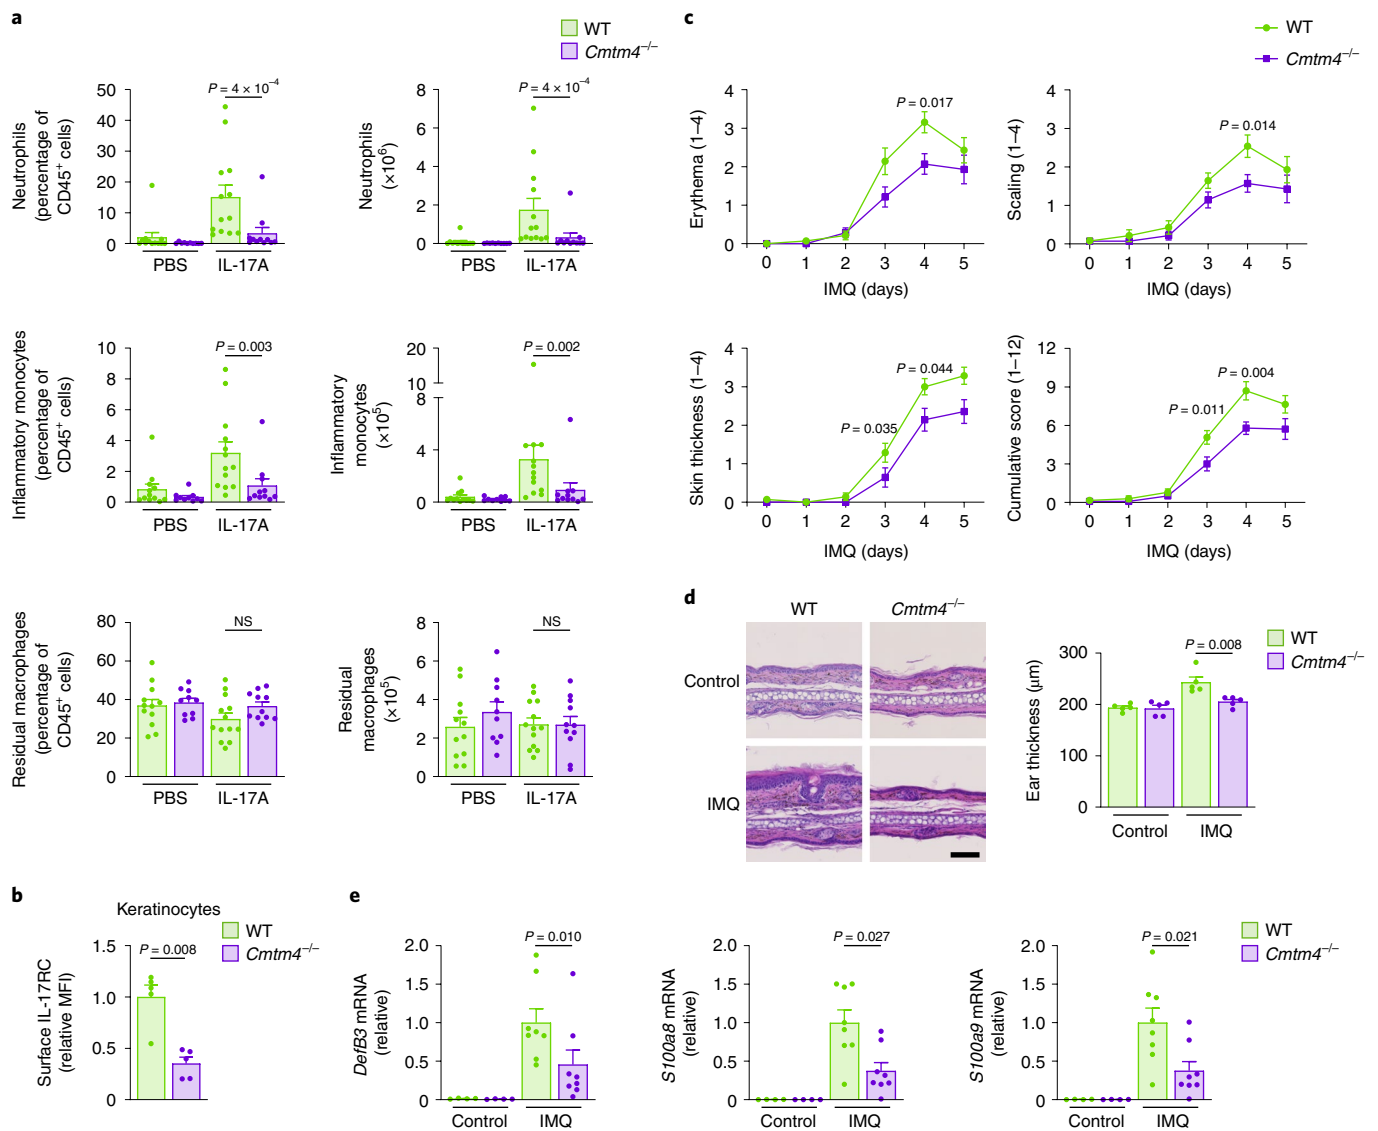 a
WT
Cmtm4–/–
Neutrophils
(percentage of
CD45+ cells)
50
40
30
20
10
0
P = 4 × 10–4
PBS
IL-17A
Neutrophils
(×106)
8
6
4
2
0
P = 4 × 10–4
PBS
IL-17A
Inflammatory monocytes
(percentage of
CD45+ cells)
10
8
6
4
2
0
P = 0.003
PBS
IL-17A
Inflammatory
monocytes
(×105)
20
10
8
4
0
P = 0.002
PBS
IL-17A
Residual macrophages
(percentage of
CD45+ cells)
80
60
40
20
0
NS
PBS
IL-17A
Residual
macrophages
(×105)
8
6
4
2
0
NS
PBS
IL-17A
b
Keratinocytes
WT
Cmtm4–/–
Surface IL-17RC
(relative MFI)
1.5
1.0
0.5
0
P = 0.008
c
WT
Cmtm4–/–
Erythema (1–4)
4
3
2
1
0
P = 0.017
0 1 2 3 4 5
IMQ (days)
Scaling (1–4)
4
3
2
1
0
P = 0.014
0 1 2 3 4 5
IMQ (days)
Skin thickness (1–4)
4
3
2
1
0
P = 0.035
P = 0.044
0 1 2 3 4 5
IMQ (days)
Cumulative score (1–12)
12
9
6
3
0
P = 0.011
P = 0.004
0 1 2 3 4 5
IMQ (days)
d
WT
Cmtm4–/–
Control
IMQ
WT
Cmtm4–/–
Ear thickness (μm)
300
200
100
0
P = 0.008
Control
IMQ
e
WT
Cmtm4–/–
DefB3 mRNA
(relative)
2.0
1.5
1.0
0.5
0
P = 0.010
Control
IMQ
S100a8 mRNA
(relative)
2.0
1.5
1.0
0.5
0
P = 0.027
Control
IMQ
S100a9 mRNA
(relative)
2.0
1.5
1.0
0.5
0
P = 0.021
Control
IMQ